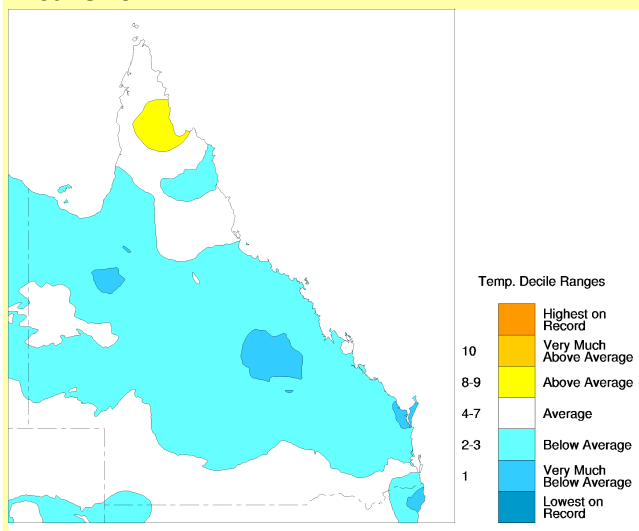 Temp. Decile Ranges
Highest on
Record
10 Very Much
Above Average
8-9 Above Average
4-7 Average
2-3 Below Average
1 Very Much
Below Average
Lowest on
Record